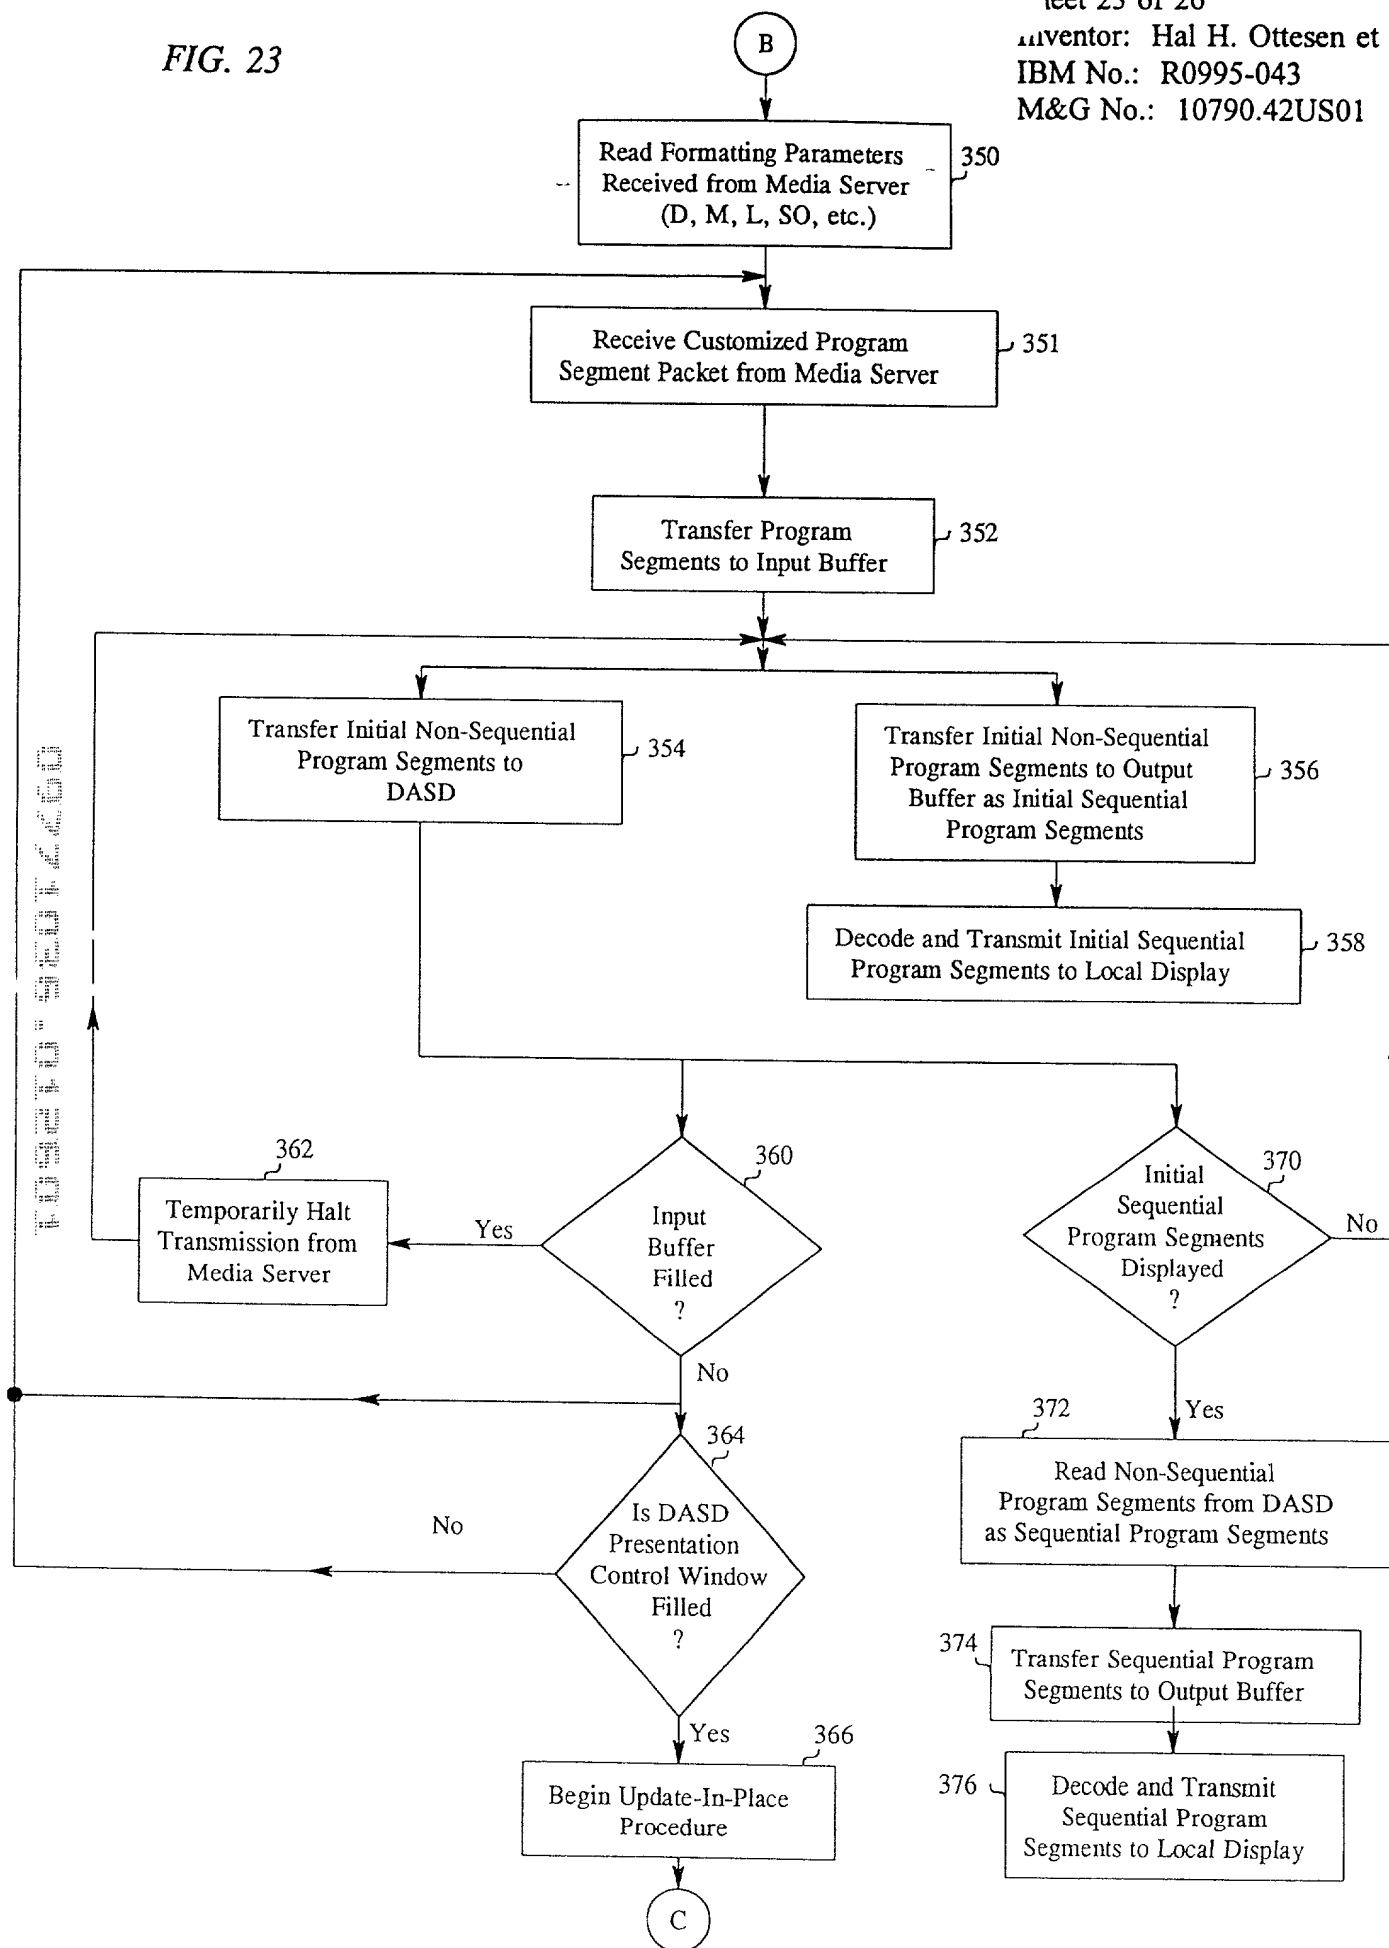 FIG. 23
of 26
Hal H. Ottesen et
IBM No.: R0995-043
M&G No.: 10790.42US01
B
Read Formatting Parameters
Received from Media Server
(D, M, L, SO, etc.)
350
Receive Customized Program
Segment Packet from Media Server
351
Transfer Program
Segments to Input Buffer
352
Transfer Initial Non-Sequential
Program Segments to
DASD
354
Transfer Initial Non-Sequential
Program Segments to Output
Buffer as Initial Sequential
Program Segments
356
Decode and Transmit Initial Sequential
Program Segments to Local Display
358
362
Temporarily Halt
Transmission from
Media Server
Yes
360
Input
Buffer
Filled
?
No
370
Initial
Sequential
Program Segments
Displayed
?
No
Yes
364
Is DASD
Presentation
Control Window
Filled
?
No
Yes
372
Read Non-Sequential
Program Segments from DASD
as Sequential Program Segments
374
Transfer Sequential Program
Segments to Output Buffer
366
Begin Update-In-Place
Procedure
376
Decode and Transmit
Sequential Program
Segments to Local Display
C